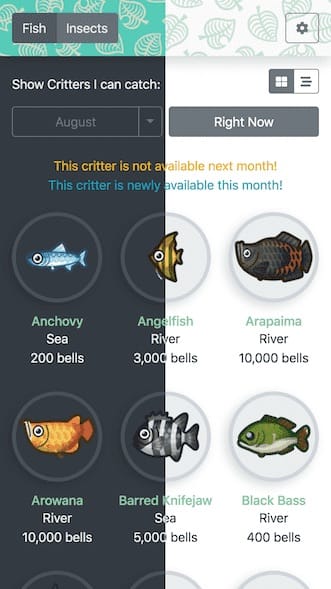 Fish Insects
Show Critters I can catch:
August Right Now
This critter is not available next month!
This critter is newly available this month!
Anchovy Angelfish Arapaima
Sea River River
200 bells 3,000 bells 10,000 bells
Arowana Barred Knifejaw Black Bass
River Sea River
10,000 bells 5,000 bells 400 bells